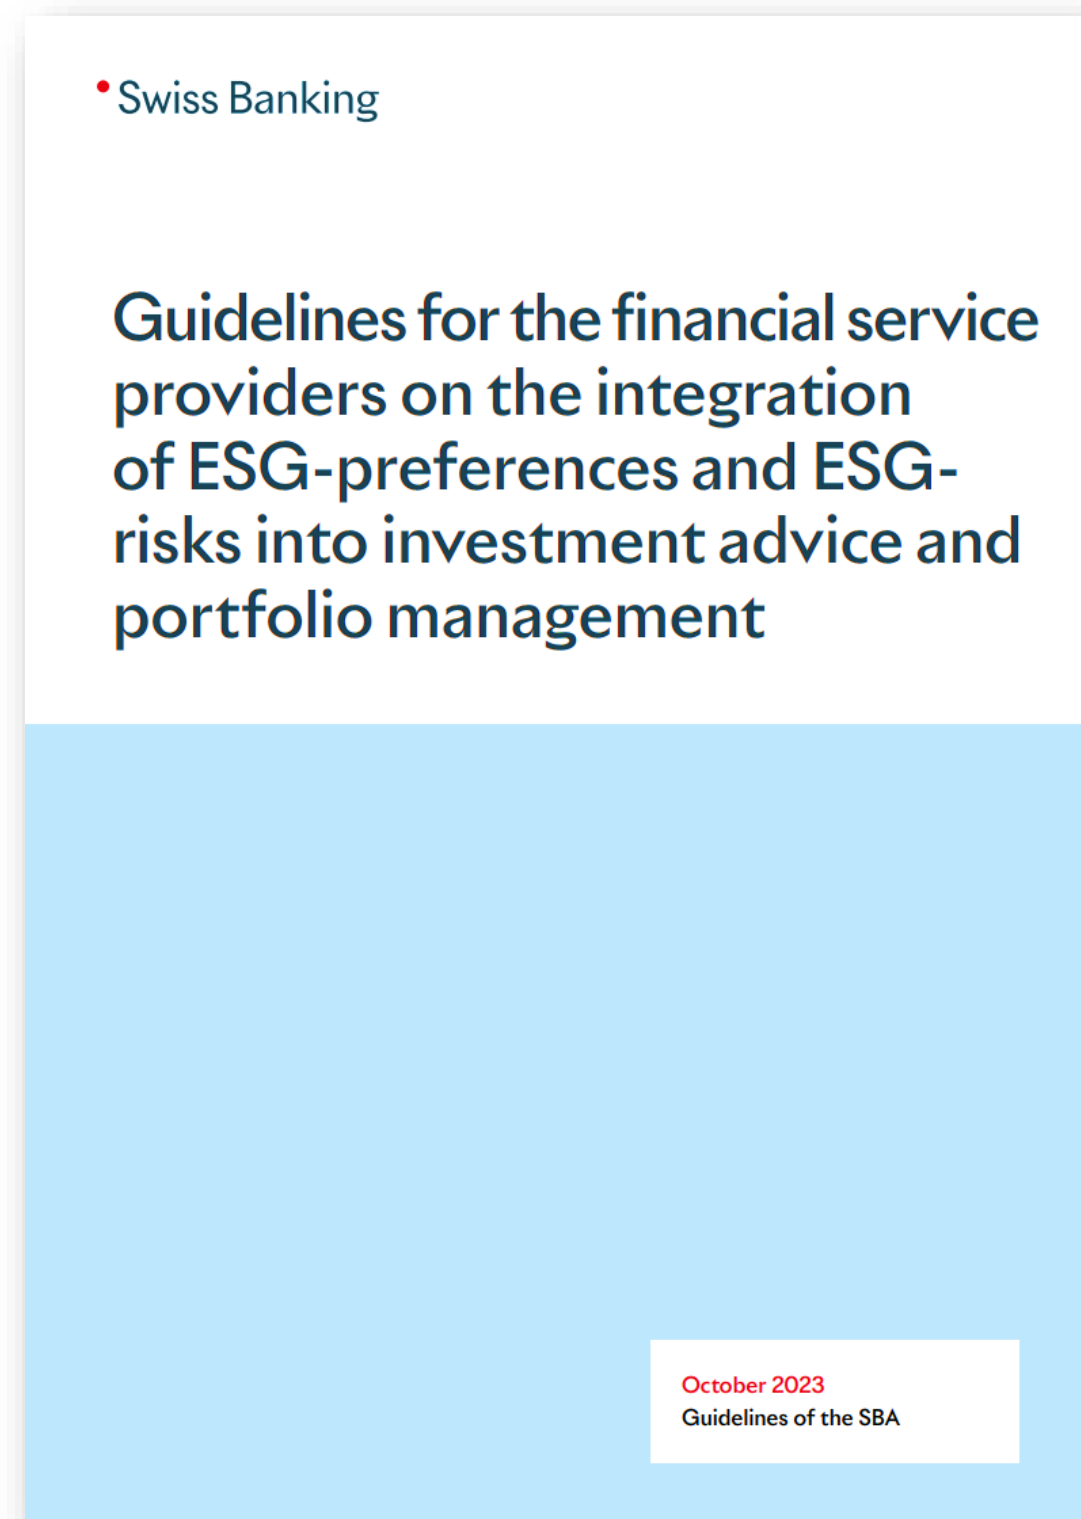 Swiss Banking
Guidelines for the financial service
providers on the integration
of ESG-preferences and ESG-
risks into investment advice and
portfolio management
October 2023
Guidelines of the SBA